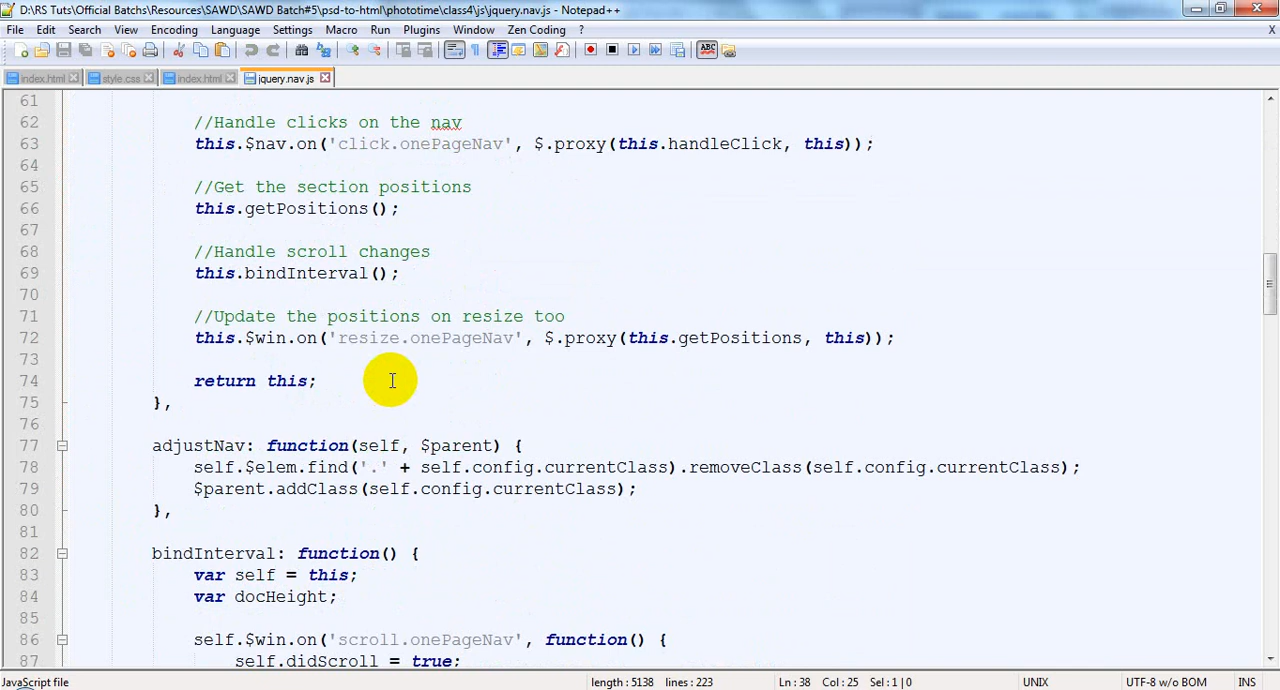 D:\RS Tuts\Official Batchs\Resources\SAWD\SAWD Batch#5\psd-to-html\phototime\class4\js\jquery.nav.js - Notepad++
File Edit Search View Encoding Language Settings Macro Run Plugins Window Zen Coding ? X
index.html style.css index.html jquery.nav.js
61
62 //Handle clicks on the nav
63 this.$nav.on('click.onePageNav', $.proxy(this.handleClick, this));
64
65 //Get the section positions
66 this.getPositions();
67
68 //Handle scroll changes
69 this.bindInterval();
70
71 //Update the positions on resize too
72 this.$win.on('resize.onePageNav', $.proxy(this.getPositions, this));
73
74 return this;
75 },
76
77 adjustNav: function(self, $parent) {
78 self.$elem.find('.' + self.config.currentClass).removeClass(self.config.currentClass);
79 $parent.addClass(self.config.currentClass);
80 },
81
82 bindInterval: function() {
83 var self = this;
84 var docHeight;
85
86 self.$win.on('scroll.onePageNav', function() {
87 self.didScroll = true;
JavaScript file length : 5138 lines : 223 Ln : 38 Col : 25 Sel : 1 | 0 UNIX UTF-8 w/o BOM INS